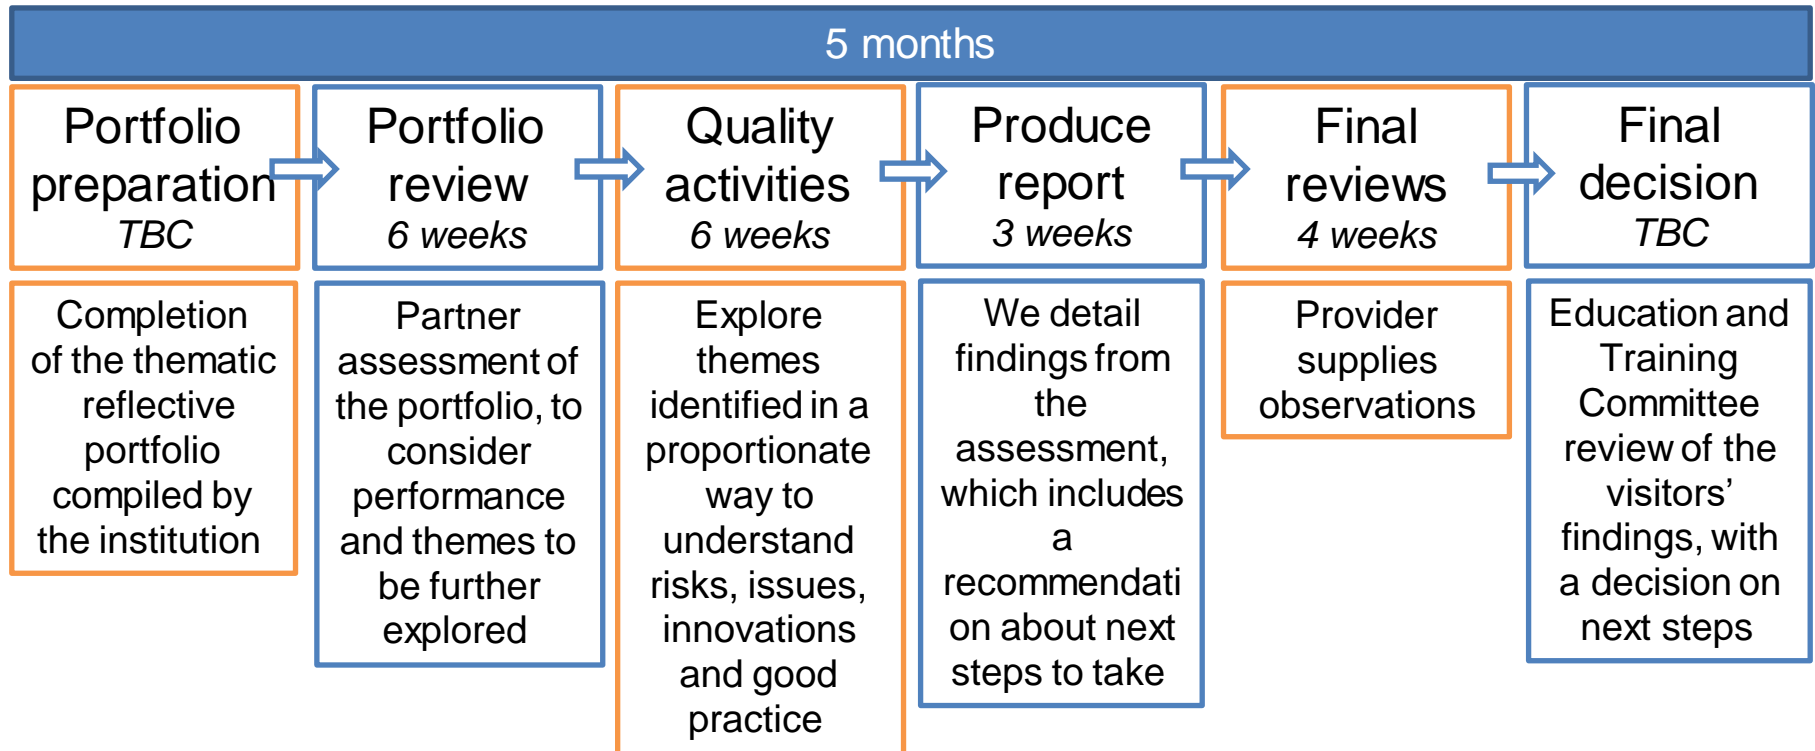 5 months
Portfolio
preparation
TBC
Completion
of the thematic
reflective
portfolio
compiled by
the institution
Portfolio
review
6 weeks
Partner
assessment of
the portfolio, to
consider
performance
and themes to
be further
explored
Quality
activities
6 weeks
Explore
themes
identified in a
proportionate
way to
understand
risks, issues,
innovations
and good
practice
Produce
report
3 weeks
We detail
findings from
the
assessment,
which includes
a
recommendati
on about next
steps to take
Final
reviews
4 weeks
Provider
supplies
observations
Final
decision
TBC
Education and
Training
Committee
review of the
visitors’
findings, with
a decision on
next steps